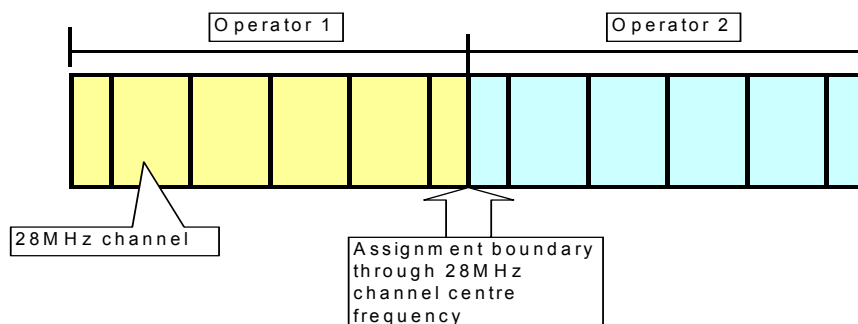 Operator 1
Operator 2
28MHz channel
Assignment boundary
through 28MHz
channel centre
frequency